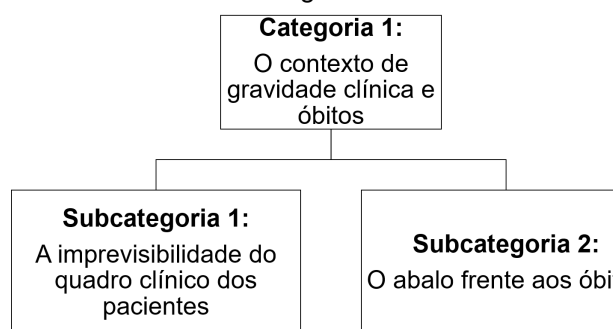 Categoria 1:
O contexto de
gravidade clínica e
óbitos
Subcategoria 1:
A imprevisibilidade do
quadro clínico dos
pacientes
Subcategoria 2:
O abalo frente aos